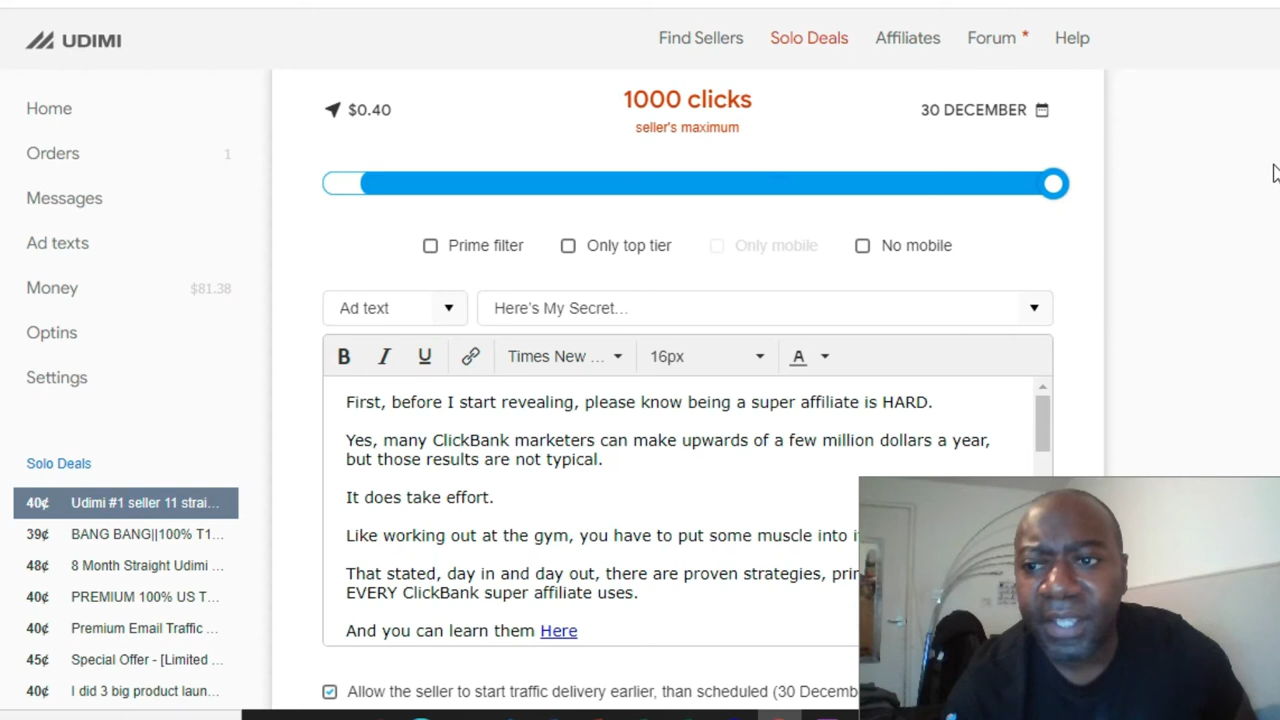 UDIMI
Find Sellers
Solo Deals
Affiliates
Forum *
Help
Home
Orders 1
Messages
Ad texts
Money $81.38
Optins
Settings
Solo Deals
40¢ Udimi #1 seller 11 strai...
39¢ BANG BANG||100% T1...
48¢ 8 Month Straight Udimi ...
40¢ PREMIUM 100% US T...
40¢ Premium Email Traffic ...
45¢ Special Offer - [Limited ...
40¢ I did 3 big product laun...
$0.40
1000 clicks
seller's maximum
30 DECEMBER
Prime filter
Only top tier
Only mobile
No mobile
Ad text
Here's My Secret...
B I U
Times New ...
16px
A
First, before I start revealing, please know being a super affiliate is HARD.
Yes, many ClickBank marketers can make upwards of a few million dollars a year,
but those results are not typical.
It does take effort.
Like working out at the gym, you have to put some muscle into i
That stated, day in and day out, there are proven strategies, prin
EVERY ClickBank super affiliate uses.
And you can learn them Here
Allow the seller to start traffic delivery earlier, than scheduled (30 Decemb